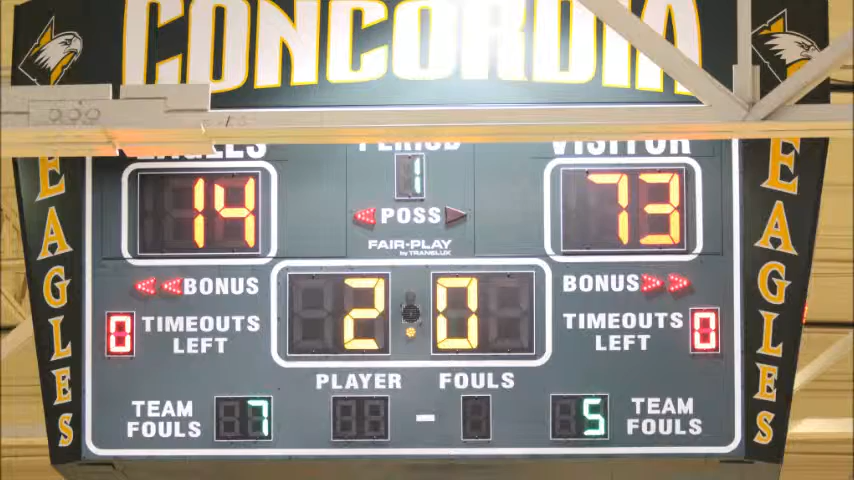 CONCORDIA
EAGLES
PERIOD
VISITOR
14
1
73
POSS
FAIR-PLAY
by TRANS-LUX
BONUS
BONUS
2.0
0 TIMEOUTS LEFT
TIMEOUTS LEFT 0
PLAYER FOULS
TEAM FOULS 7
-
5 TEAM FOULS
EAGLES
EAGLES